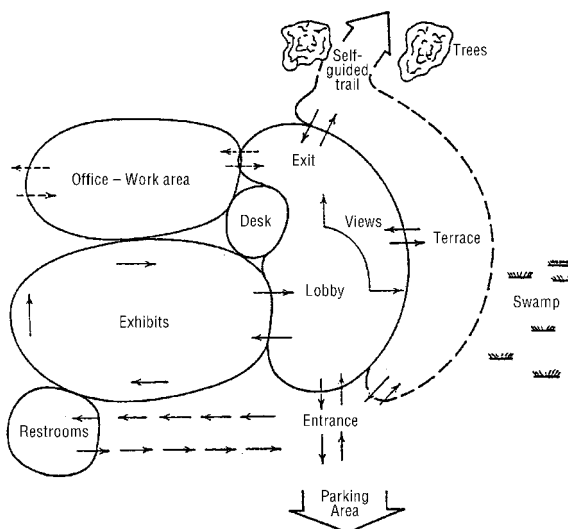 Self-
guided
trail
Trees
Exit
Office – Work area
Desk
Views
Terrace
Lobby
Swamp
Exhibits
Restrooms
Entrance
Parking
Area